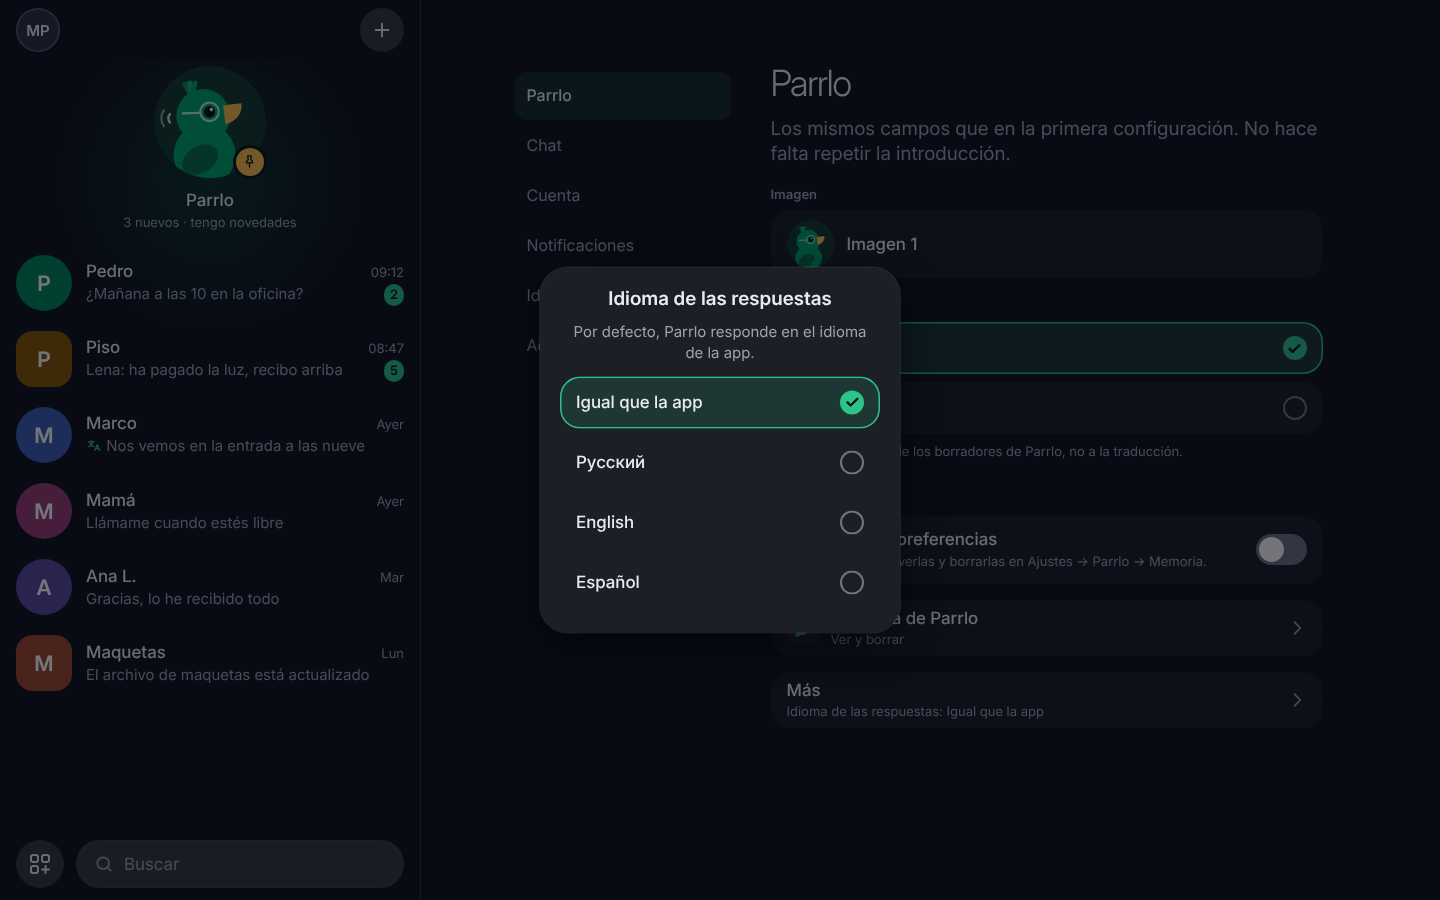 MP
Parrlo
3 nuevos · tengo novedades
Pedro
09:12
¿Mañana a las 10 en la oficina?
2
P
Piso
08:47
Lena: ha pagado la luz, recibo arriba
5
P
Marco
Ayer
Nos vemos en la entrada a las nueve
M
Mamá
Ayer
Llámame cuando estés libre
M
Ana L.
Mar
Gracias, lo he recibido todo
A
Maquetas
Lun
El archivo de maquetas está actualizado
M
Buscar
Parrlo
Chat
Cuenta
Notificaciones
Parrlo
Los mismos campos que en la primera configuración. No hace
falta repetir la introducción.
Imagen
Imagen 1
Idioma de las respuestas
Por defecto, Parrlo responde en el idioma
de la app.
Igual que la app
Русский
English
Español
los borradores de Parrlo, no a la traducción.
preferencias
verlas y borrarlas en Ajustes → Parrlo → Memoria.
de Parrlo
Ver y borrar
Más
Idioma de las respuestas: Igual que la app